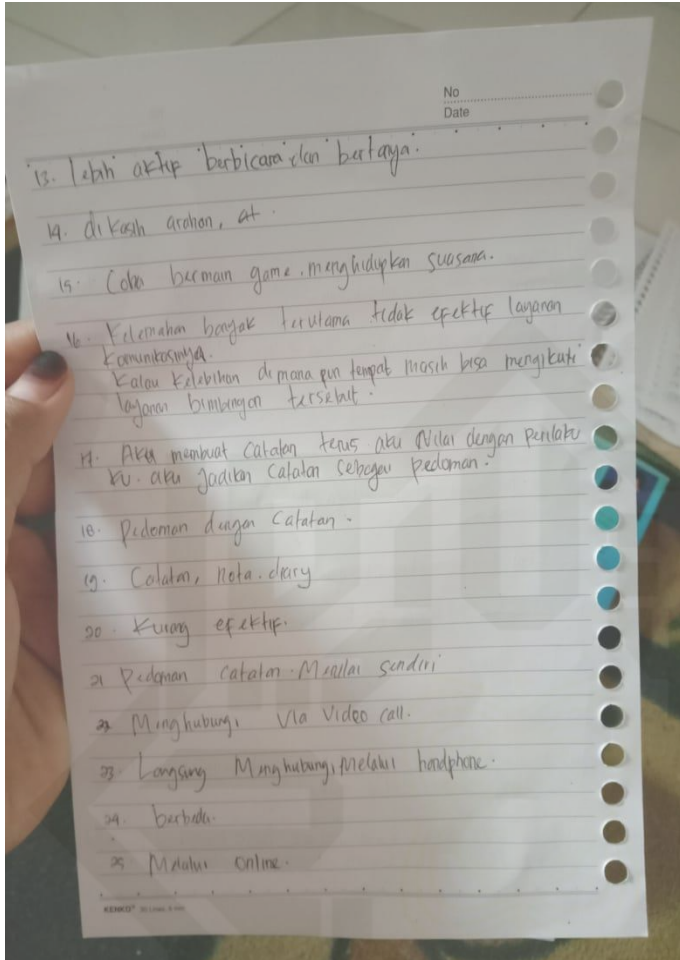 No
Date
13. lebih aktif berbicara dan bertanya.
14. di kasih arahan, at.
15. Coba bermain game. menghidupkan suasana.
16. Kelemahan banyak terutama tidak efektif layanan
komunikasinya.
Kalau Kelebihan di mana pun tempat masih bisa mengikuti
layanan bimbingan tersebut.
17. Aku membuat Catatan terus aku Nilai dengan perilaku
ku. aku jadikan Catatan sebagai pedoman.
18. Pedoman dengan Catatan.
19. Catatan, nota. diary
20. Kurang efektif.
21 Pedoman catatan. Menilai sendiri
22 Menghubungi Via Video Call.
23. Langsung Menghubungi Melalui handphone.
24. berbeda.
25 Melalui online.
KENKO